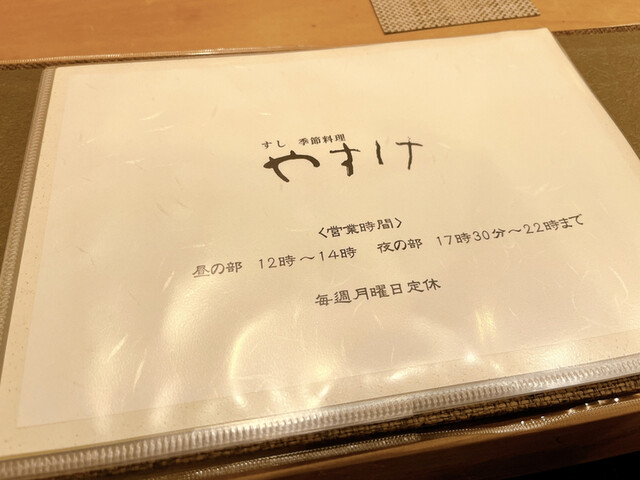 すし 季節料理
やすけ
〈営業時間〉
昼の部 12時～14時 夜の部 17時30分～22時まで
毎週月曜日定休